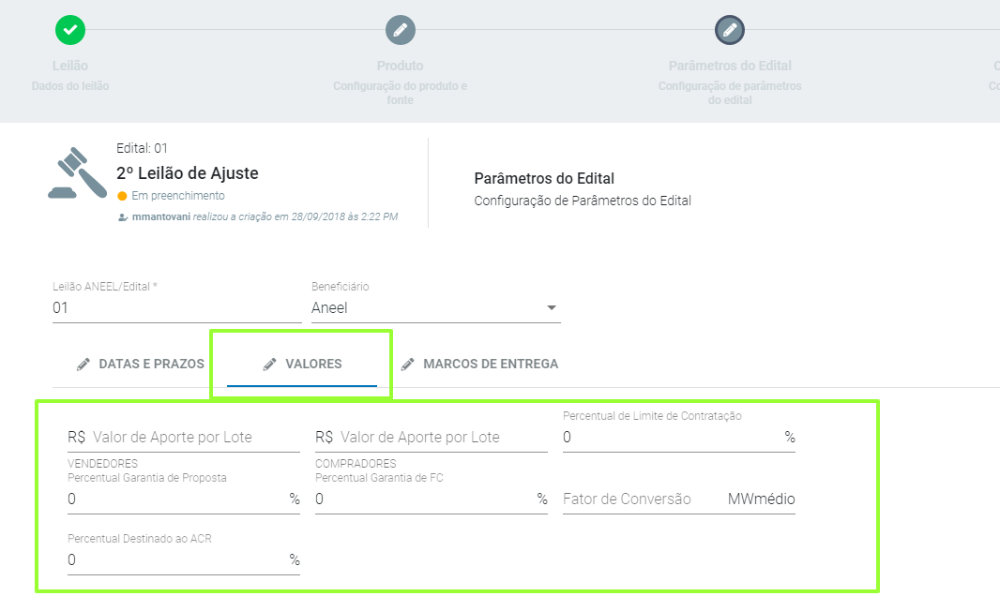 Leilão
Dados do leilão
Produto
Configuração do produto e
fonte
Parâmetros do Edital
Configuração de parâmetros
do edital
Edital: 01
2º Leilão de Ajuste
Em preenchimento
mmantovani realizou a criação em 28/09/2018 às 2:22 PM
Parâmetros do Edital
Configuração de Parâmetros do Edital
Leilão ANEEL/Edital *
01
Beneficiário
Aneel
DATAS E PRAZOS
VALORES
MARCOS DE ENTREGA
R$ Valor de Aporte por Lote
VENDEDORES
R$ Valor de Aporte por Lote
COMPRADORES
Percentual de Limite de Contratação
0 %
Percentual Garantia de Proposta
0 %
Percentual Garantia de FC
0 %
Fator de Conversão MWmédio
Percentual Destinado ao ACR
0 %